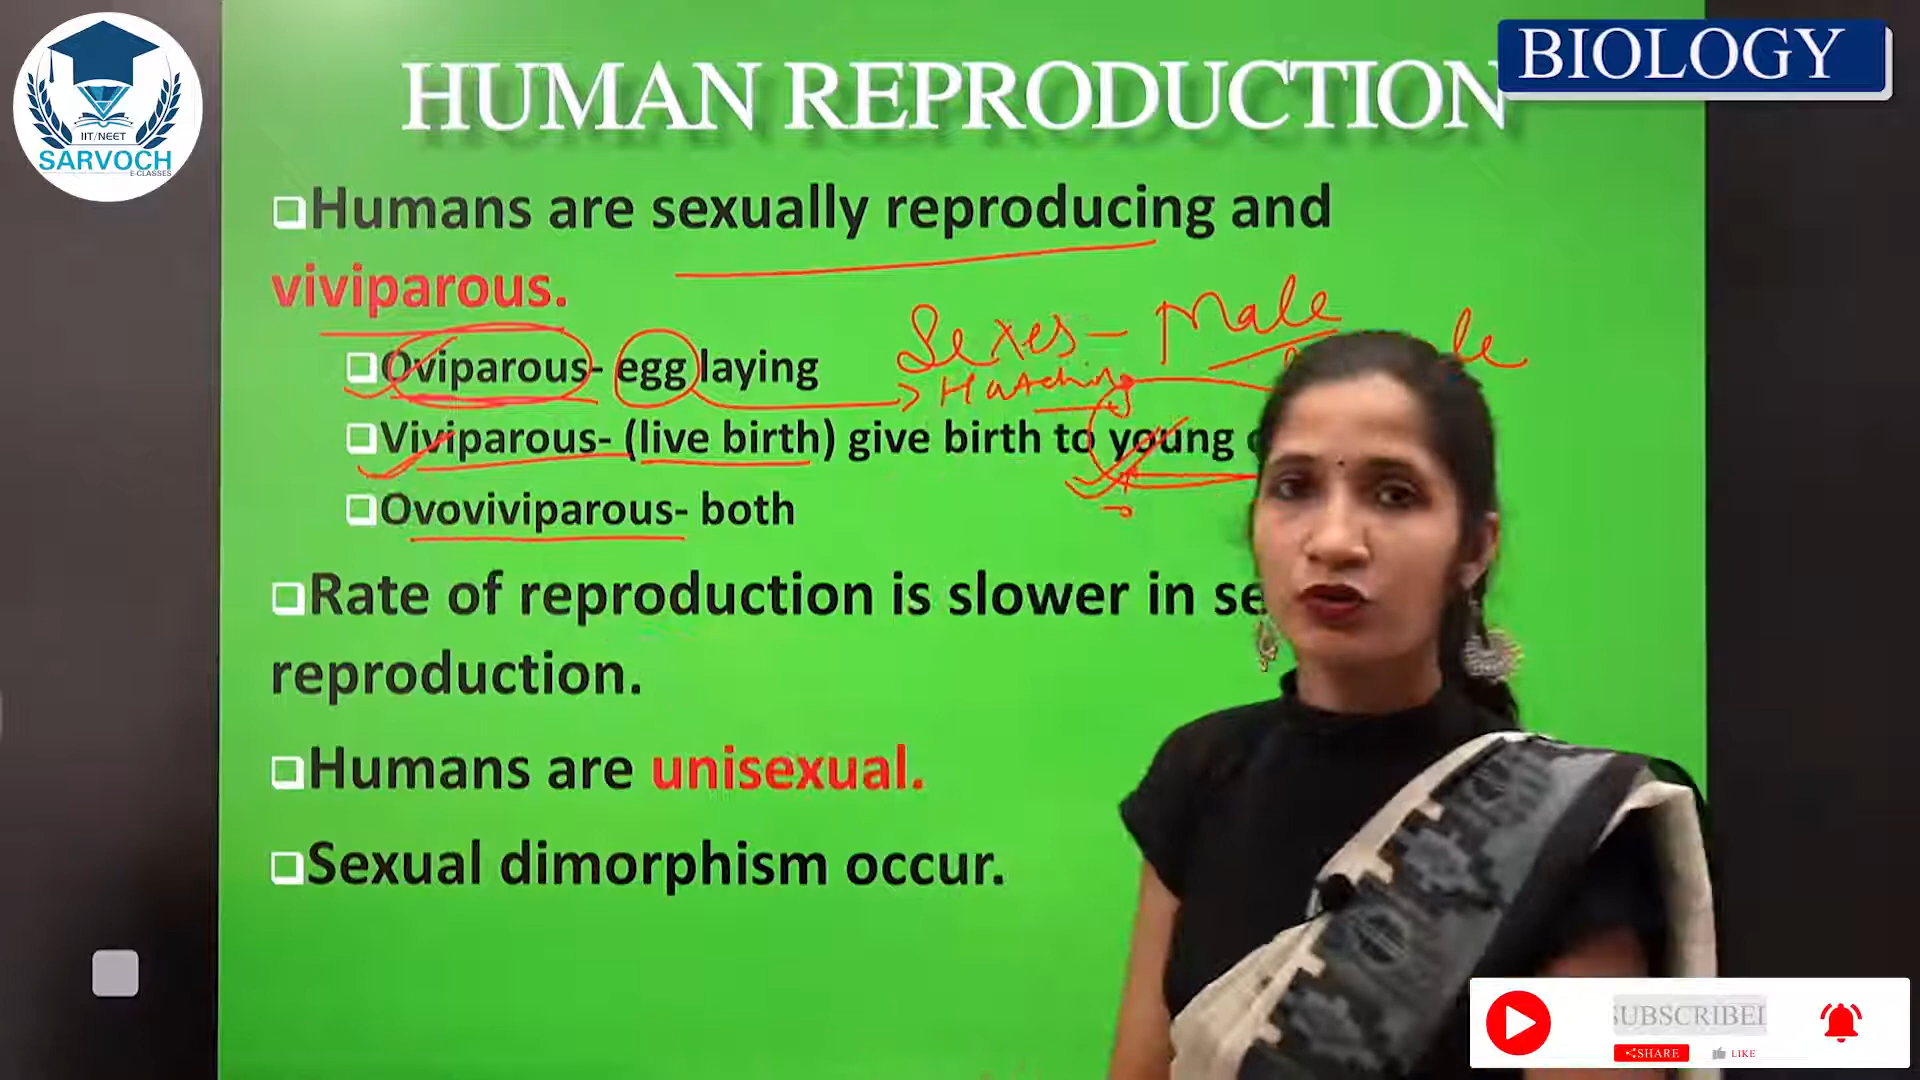 IIT/NEET
SARVOCH
E-CLASSES
BIOLOGY
HUMAN REPRODUCTION
Humans are sexually reproducing and
viviparous.
Sexes - Male
Oviparous- egg laying
Hatching
Viviparous- (live birth) give birth to young
Ovoviviparous- both
Rate of reproduction is slower in se
reproduction.
Humans are unisexual.
Sexual dimorphism occur.
SUBSCRIBE
SHARE
LIKE